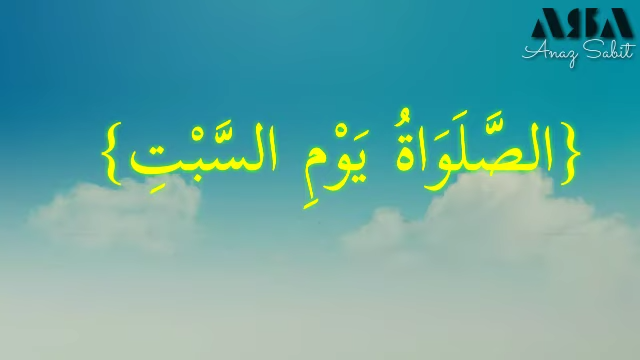 ASA
Anaz Sabit
{الصَّلَوَاةُ يَوْمِ السَّبْتِ}